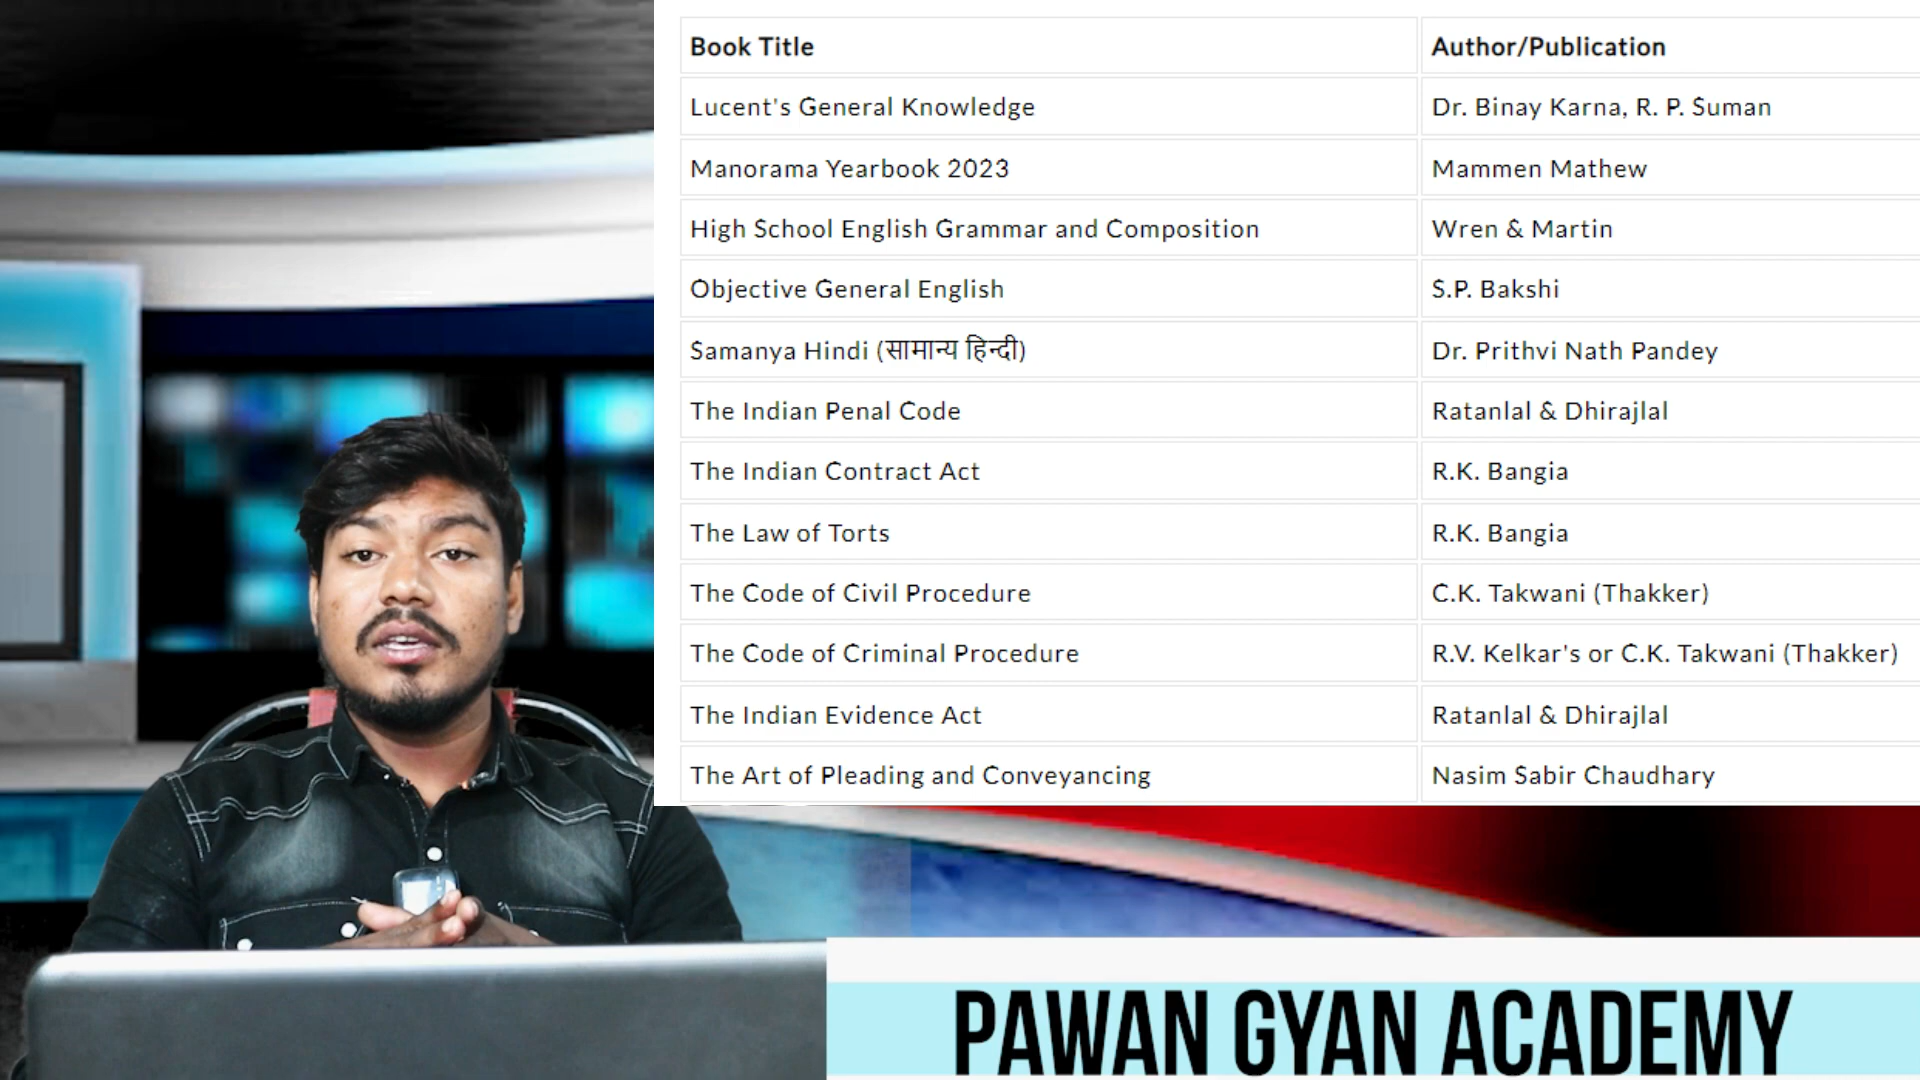 Book Title Author/Publication
Lucent's General Knowledge Dr. Binay Karna, R. P. Suman
Manorama Yearbook 2023 Mammen Mathew
High School English Grammar and Composition Wren & Martin
Objective General English S.P. Bakshi
Samanya Hindi (सामान्य हिन्दी) Dr. Prithvi Nath Pandey
The Indian Penal Code Ratanlal & Dhirajlal
The Indian Contract Act R.K. Bangia
The Law of Torts R.K. Bangia
The Code of Civil Procedure C.K. Takwani (Thakker)
The Code of Criminal Procedure R.V. Kelkar's or C.K. Takwani (Thakker)
The Indian Evidence Act Ratanlal & Dhirajlal
The Art of Pleading and Conveyancing Nasim Sabir Chaudhary
PAWAN GYAN ACADEMY